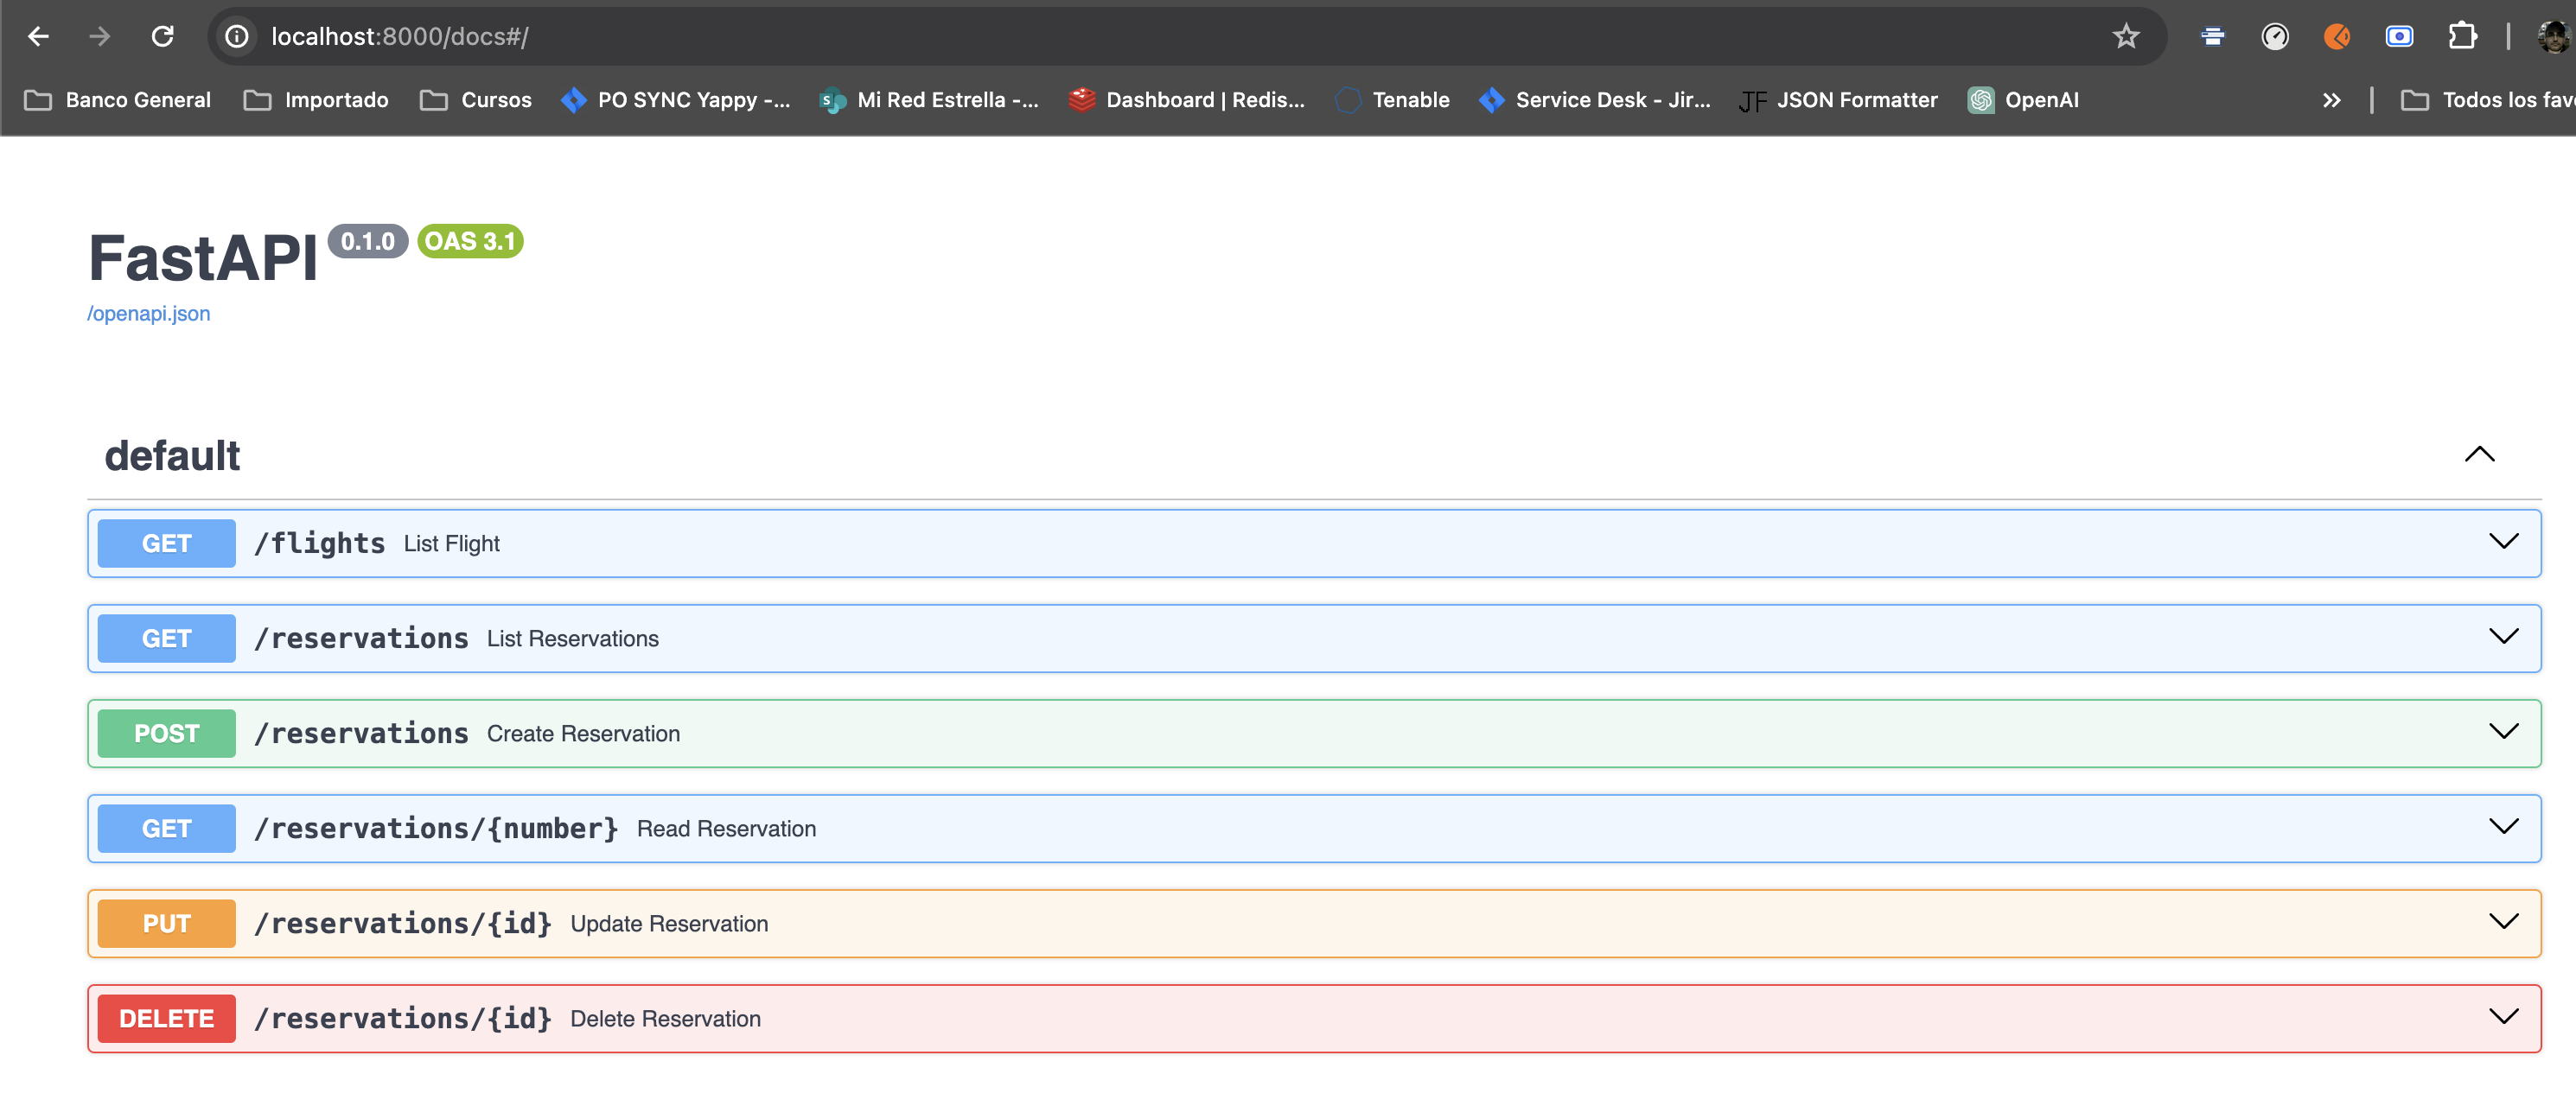 localhost:8000/docs#/
Banco General Importado Cursos PO SYNC Yappy -... Mi Red Estrella -... Dashboard | Redis... Tenable Service Desk - Jir... JSON Formatter OpenAI Todos los fav
FastAPI 0.1.0 OAS 3.1
/openapi.json
default
GET /flights List Flight
GET /reservations List Reservations
POST /reservations Create Reservation
GET /reservations/{number} Read Reservation
PUT /reservations/{id} Update Reservation
DELETE /reservations/{id} Delete Reservation